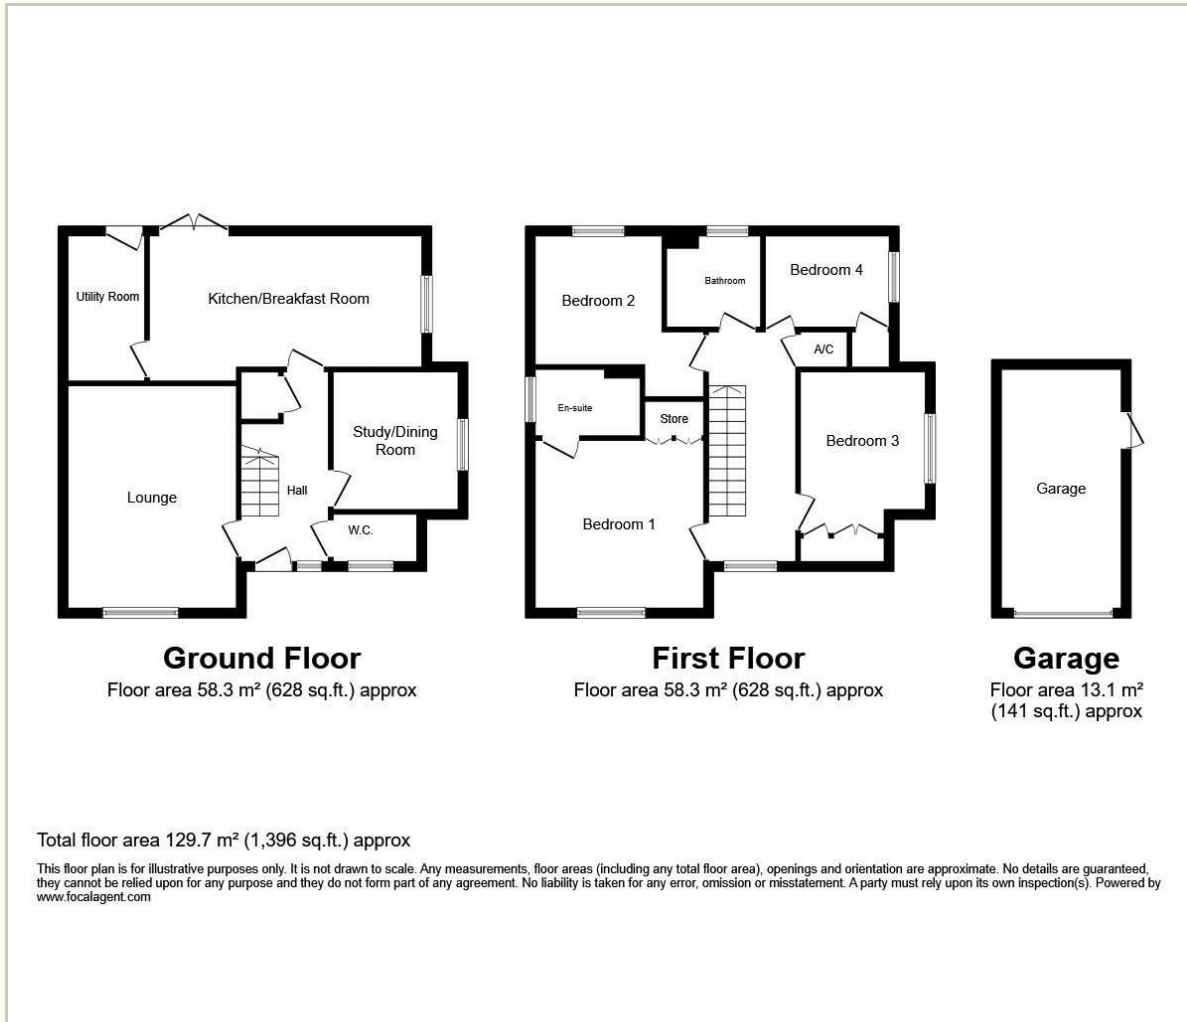 Utility Room
Kitchen/Breakfast Room
Lounge
Hall
Study/Dining
Room
W.C.
Ground Floor
Floor area 58.3 m² (628 sq.ft.) approx
Bedroom 2
Bathroom
Bedroom 4
A/C
En-suite
Store
Bedroom 3
Bedroom 1
First Floor
Floor area 58.3 m² (628 sq.ft.) approx
Garage
Garage
Floor area 13.1 m²
(141 sq.ft.) approx
Total floor area 129.7 m² (1,396 sq.ft.) approx
This floor plan is for illustrative purposes only. It is not drawn to scale. Any measurements, floor areas (including any total floor area), openings and orientation are approximate. No details are guaranteed,
they cannot be relied upon for any purpose and they do not form part of any agreement. No liability is taken for any error, omission or misstatement. A party must rely upon its own inspection(s). Powered by
www.focalagent.com